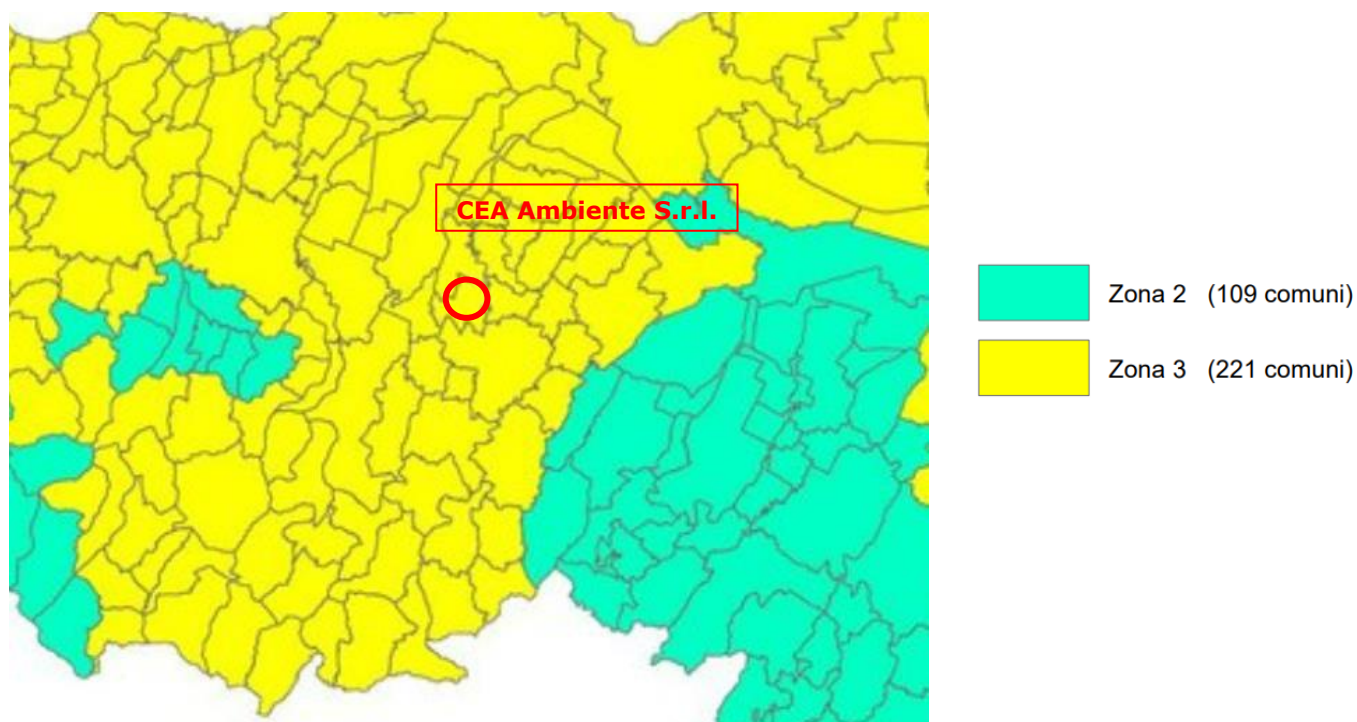 CEA Ambiente S.r.l.
Zona 2 (109 comuni)
Zona 3 (221 comuni)